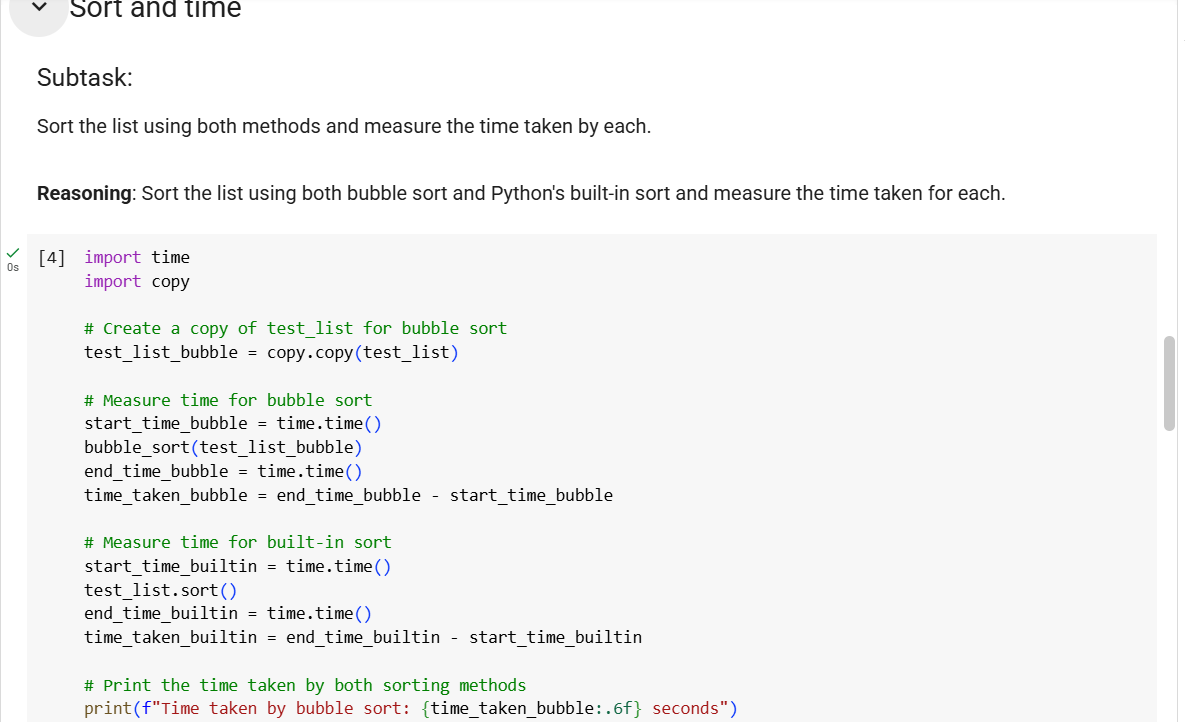 Sort and time
Subtask:
Sort the list using both methods and measure the time taken by each.
Reasoning: Sort the list using both bubble sort and Python's built-in sort and measure the time taken for each.
0s
[4] import time
import copy
# Create a copy of test_list for bubble sort
test_list_bubble = copy.copy(test_list)
# Measure time for bubble sort
start_time_bubble = time.time()
bubble_sort(test_list_bubble)
end_time_bubble = time.time()
time_taken_bubble = end_time_bubble - start_time_bubble
# Measure time for built-in sort
start_time_builtin = time.time()
test_list.sort()
end_time_builtin = time.time()
time_taken_builtin = end_time_builtin - start_time_builtin
# Print the time taken by both sorting methods
print(f"Time taken by bubble sort: {time_taken_bubble:.6f} seconds")